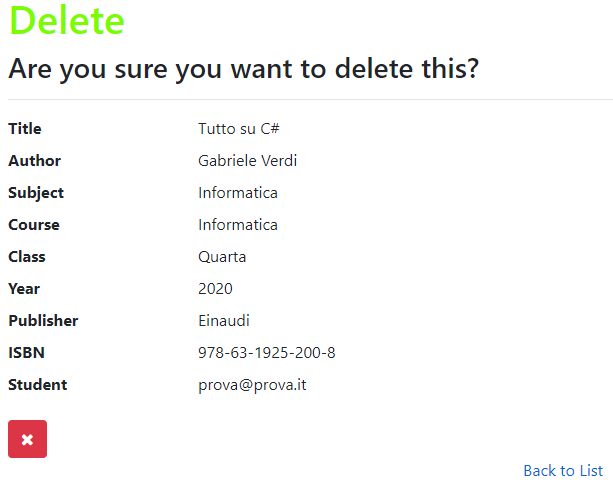 Delete
Are you sure you want to delete this?
Title Tutto su C#
Author Gabriele Verdi
Subject Informatica
Course Informatica
Class Quarta
Year 2020
Publisher Einaudi
ISBN 978-63-1925-200-8
Student prova@prova.it
Back to List